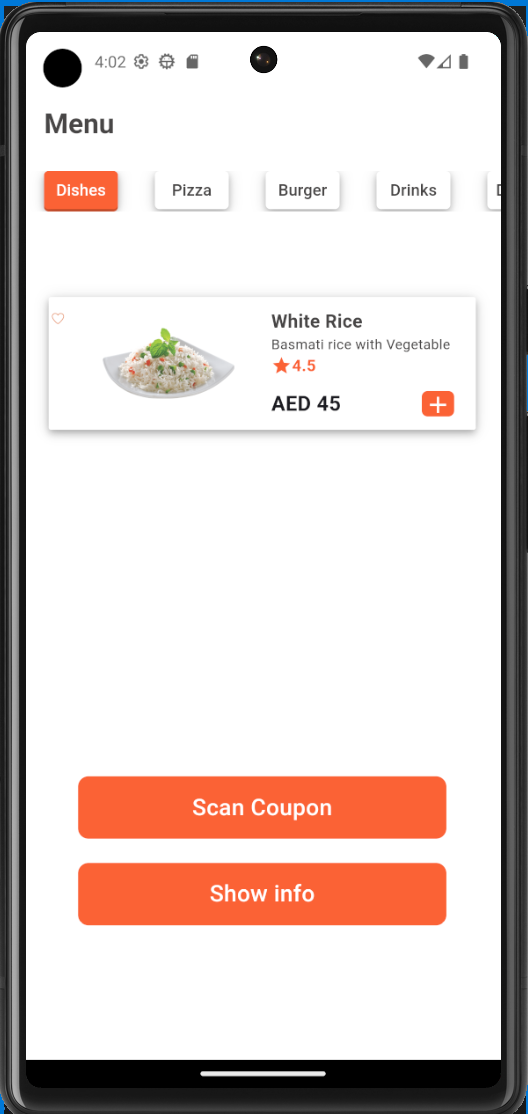 4:02
Menu
Dishes Pizza Burger Drinks
White Rice
Basmati rice with Vegetable
4.5
AED 45
Scan Coupon
Show info